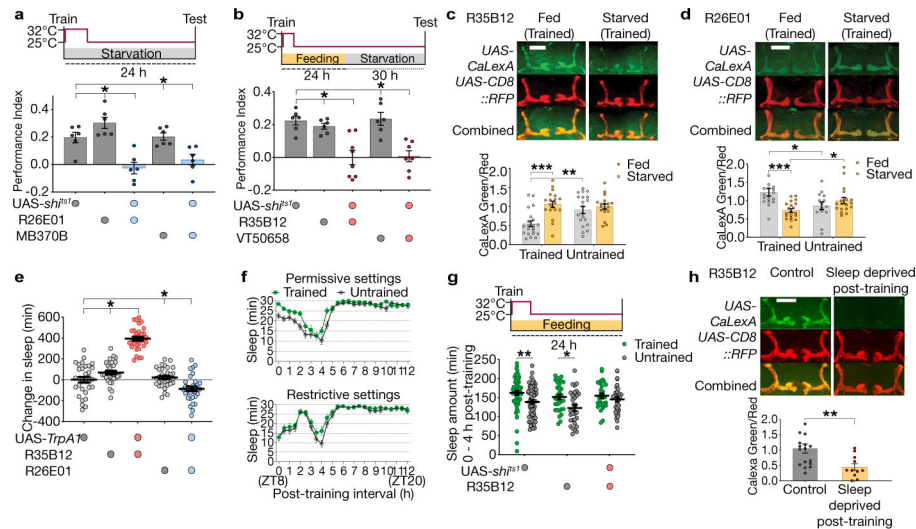 a
Train
Test
32°C
25°C
Starvation
24 h
Performance Index
0.4
0.2
0.0
-0.2
*
*
UAS-shits1
R26E01
MB370B
b
Train
Test
32°C
25°C
Feeding
Starvation
24 h
30 h
Performance Index
0.4
0.2
0.0
-0.2
*
*
UAS-shits1
R35B12
VT50658
c
R35B12
Fed
(Trained)
Starved
(Trained)
UAS-
CaLexA
UAS-CD8
::RFP
Combined
CaLexA Green/Red
2.0
1.5
1.0
0.5
0
***
**
Fed
Starved
Trained
Untrained
d
R26E01
Fed
(Trained)
Starved
(Trained)
UAS-
CaLexA
UAS-CD8
::RFP
Combined
CaLexA Green/Red
2.0
1.5
1.0
0.5
0
*
***
*
Fed
Starved
Trained
Untrained
e
Change in sleep (min)
600
400
200
0
-200
-400
*
*
UAS-TrpA1
R35B12
R26E01
f
Permissive settings
Trained
Untrained
Sleep (min)
30
25
20
15
10
5
0
Restrictive settings
Sleep (min)
30
25
20
15
10
5
0
0 1 2 3 4 5 6 7 8 9 10 11 12
(ZT8)
(ZT20)
Post-training interval (h)
g
Train
32°C
25°C
Feeding
24 h
Trained
Untrained
Sleep amount (min)
0 - 4 h post-training
250
200
150
100
50
0
**
*
UAS-shits1
R35B12
h
R35B12
Control
Sleep deprived
post-training
UAS-
CaLexA
UAS-CD8
::RFP
Combined
Calexa Green/Red
2.0
1.5
1.0
0.5
0
**
Control
Sleep
deprived
post-training